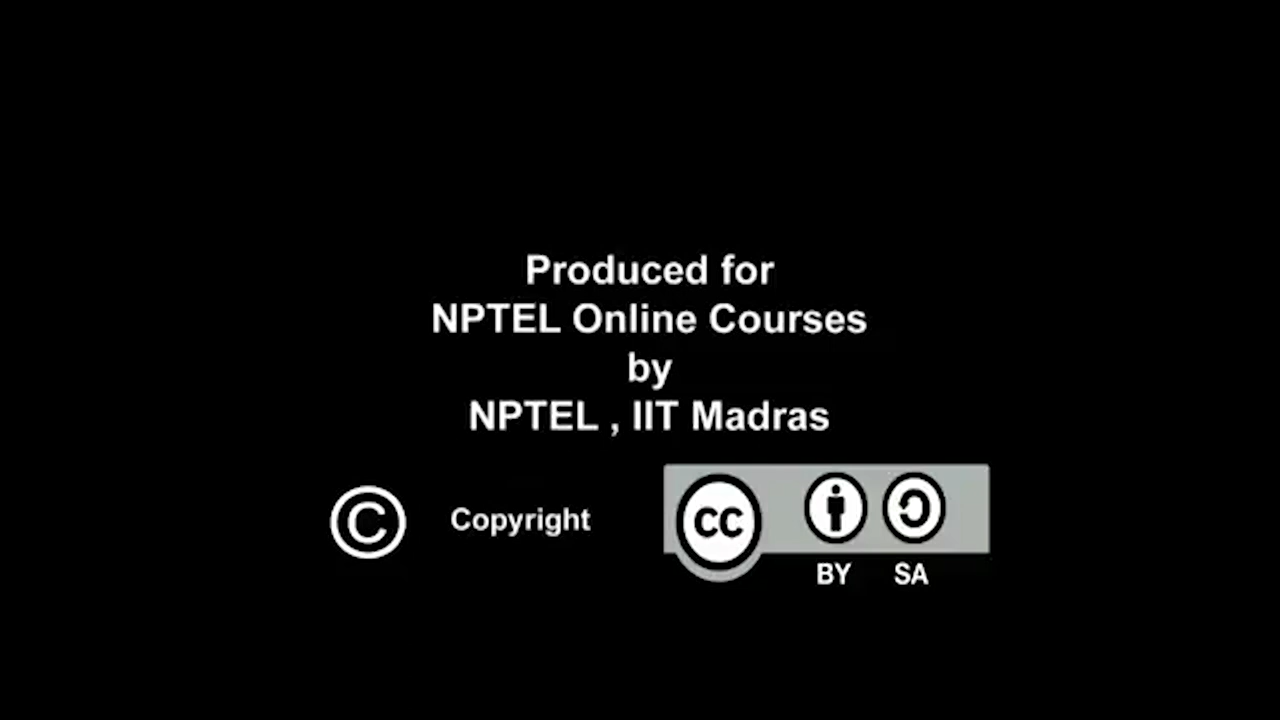 Produced for
NPTEL Online Courses
by
NPTEL , IIT Madras
© Copyright
cc
BY SA